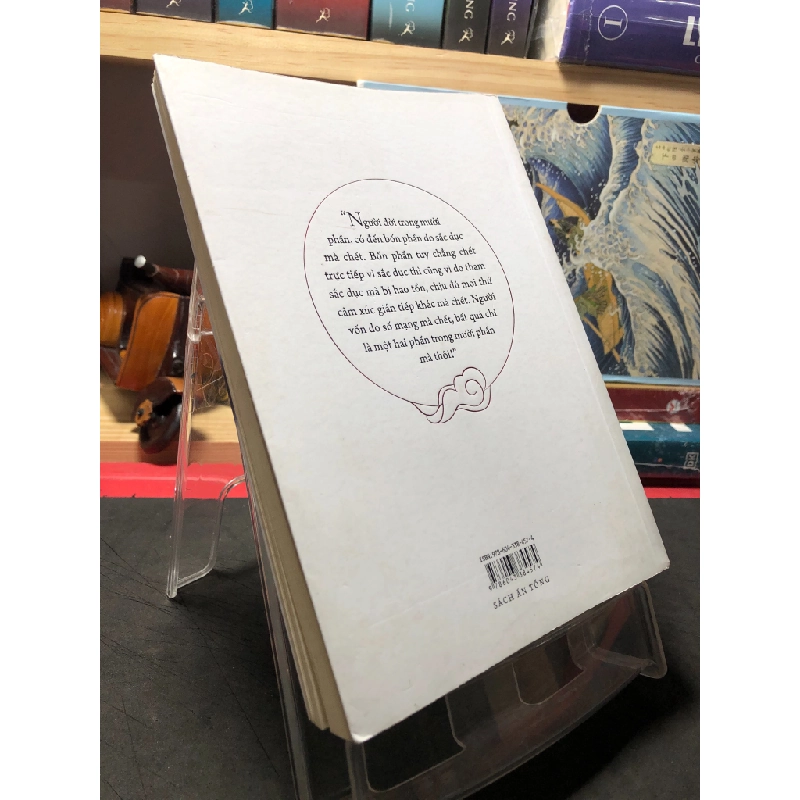 NG
NG
I
“Người đời trong mười
phần, có đến bốn phần do sắc dục
mà chết. Bốn phần tuy chẳng chết
trực tiếp vì sắc dục thì cũng vì do tham
sắc dục mà bị hao tổn, chịu đủ mọi thứ
cảm xúc gián tiếp khác mà chết. Người
vốn do số mạng mà chết, bất quá chỉ
là một hai phần trong mười phần
mà thôi!”
SÁCH ẤN TỐNG
DK